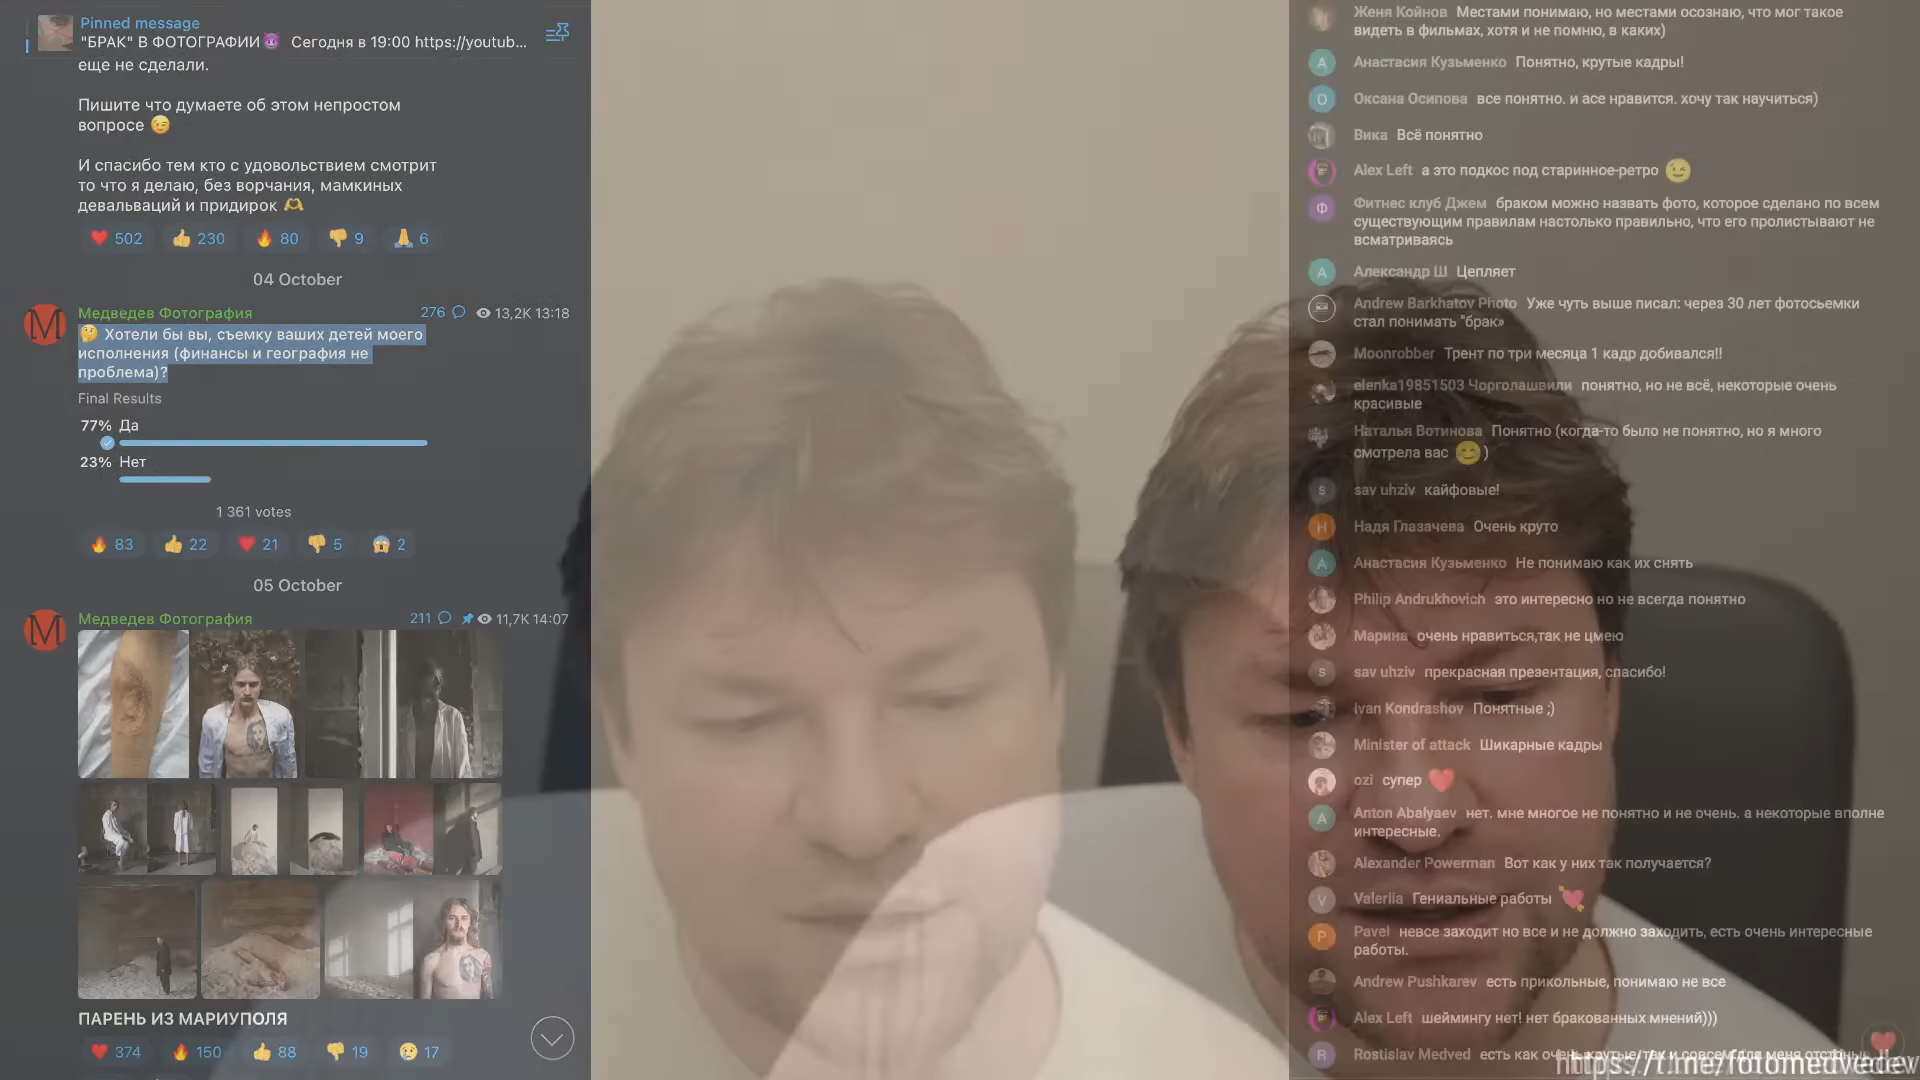 Pinned message
"БРАК" В ФОТОГРАФИИ😈 Сегодня в 19:00 https://youtub...
еще не сделали.
Пишите что думаете об этом непростом
вопросе 😉
И спасибо тем кто с удовольствием смотрит
то что я делаю, без ворчания, мамкиных
девальваций и придирок 🫶
❤️ 502 👍 230 🔥 80 👎 9 🙏 6
04 October
Медведев Фотография 276 13,2K 13:18
🤔 Хотели бы вы, съемку ваших детей моего
исполнения (финансы и география не
проблема)?
Final Results
77% Да
23% Нет
1 361 votes
🔥 83 👍 22 ❤️ 21 👎 5 😱 2
05 October
Медведев Фотография 211 11,7K 14:07
ПАРЕНЬ ИЗ МАРИУПОЛЯ
❤️ 374 🔥 150 👍 88 👎 19 😢 17
Женя Койнов Местами понимаю, но местами осознаю, что мог такое
видеть в фильмах, хотя и не помню, в каких)
Анастасия Кузьменко Понятно, крутые кадры!
Оксана Осипова все понятно. и асе нравится. хочу так научиться)
Вика Всё понятно
Alex Left а это подкос под старинное-ретро 😉
Фитнес клуб Джем браком можно назвать фото, которое сделано по всем
существующим правилам настолько правильно, что его пролистывают не
всматриваясь
Александр Ш Цепляет
Andrew Barkhatov Photo Уже чуть выше писал: через 30 лет фотосьемки
стал понимать "брак»
Moonrobber Трент по три месяца 1 кадр добивался!!
elenka19851503 Чорголашвили понятно, но не всё, некоторые очень
красивые
Наталья Вотинова Понятно (когда-то было не понятно, но я много
смотрела вас 😊 )
sav uhziv кайфовые!
Надя Глазачева Очень круто
Анастасия Кузьменко Не понимаю как их снять
Philip Andrukhovich это интересно но не всегда понятно
Марина очень нравиться,так не цмею
sav uhziv прекрасная презентация, спасибо!
Ivan Kondrashov Понятные ;)
Minister of attack Шикарные кадры
ozi супер ❤️
Anton Abalyaev нет. мне многое не понятно и не очень. а некоторые вполне
интересные.
Alexander Powerman Вот как у них так получается?
Valeriia Гениальные работы 💘
Pavel невсе заходит но все и не должно заходить, есть очень интересные
работы.
Andrew Pushkarev есть прикольные, понимаю не все
Alex Left шеймингу нет! нет бракованных мнений)))
Rostislav Medved есть как очень крутые так и совсем для меня
https://t.me/fotomedvedev